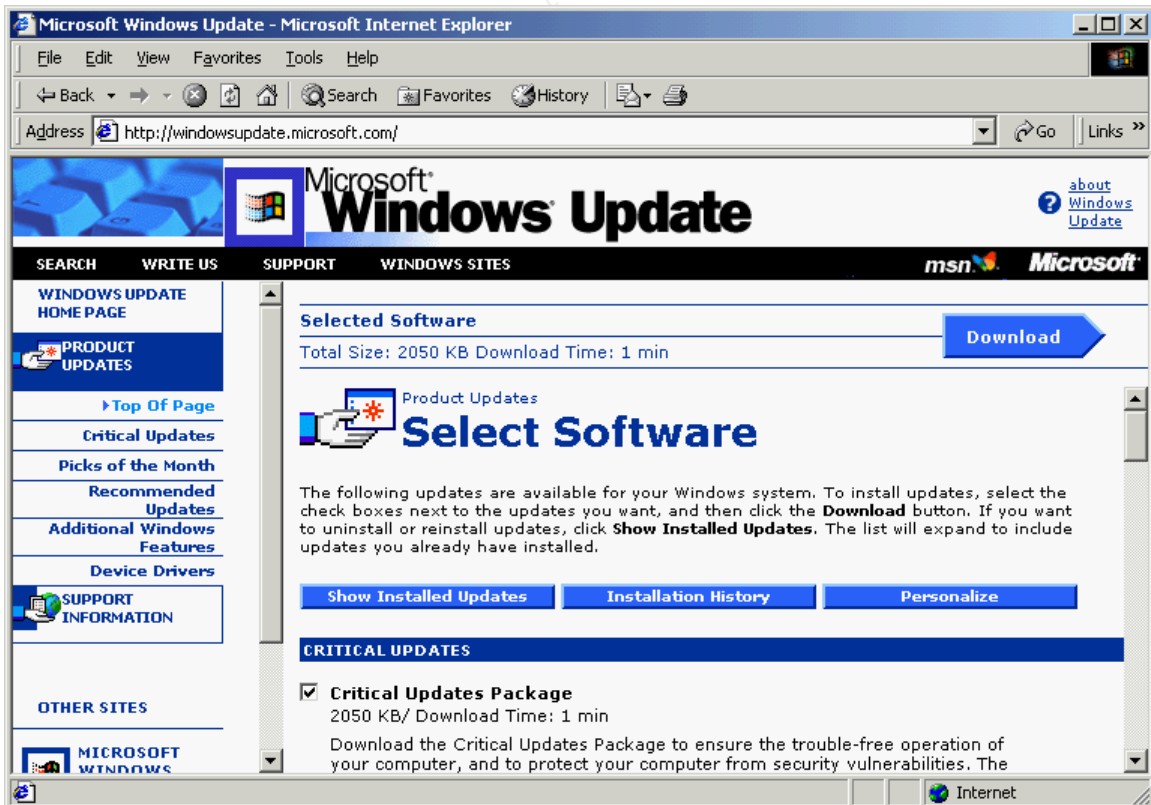 Microsoft Windows Update - Microsoft Internet Explorer
File Edit View Favorites Tools Help
Back Search Favorites History
Address http://windowsupdate.microsoft.com/ Go Links »
Microsoft
Windows Update
about
Windows
Update
SEARCH WRITE US SUPPORT WINDOWS SITES msn Microsoft
WINDOWS UPDATE
HOME PAGE
PRODUCT
UPDATES
Top Of Page
Critical Updates
Picks of the Month
Recommended
Updates
Additional Windows
Features
Device Drivers
SUPPORT
INFORMATION
OTHER SITES
MICROSOFT
WINDOWS
Selected Software
Total Size: 2050 KB Download Time: 1 min
Download
Product Updates
Select Software
The following updates are available for your Windows system. To install updates, select the
check boxes next to the updates you want, and then click the Download button. If you want
to uninstall or reinstall updates, click Show Installed Updates. The list will expand to include
updates you already have installed.
Show Installed Updates Installation History Personalize
CRITICAL UPDATES
Critical Updates Package
2050 KB/ Download Time: 1 min
Download the Critical Updates Package to ensure the trouble-free operation of
your computer, and to protect your computer from security vulnerabilities. The
Internet